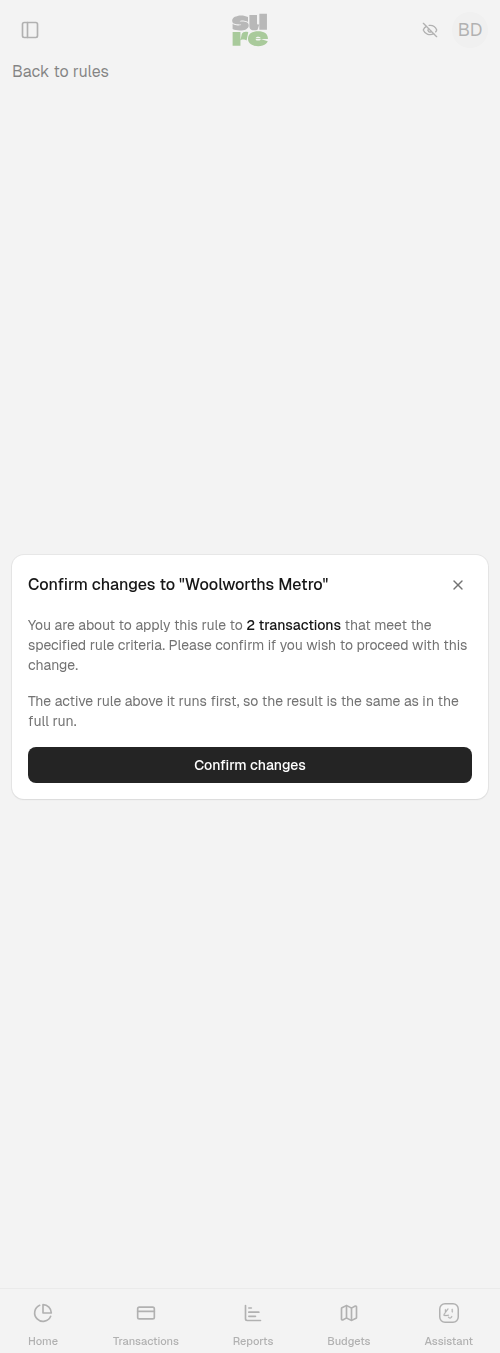 sure
BD
Back to rules
Confirm changes to "Woolworths Metro"
You are about to apply this rule to 2 transactions that meet the
specified rule criteria. Please confirm if you wish to proceed with this
change.
The active rule above it runs first, so the result is the same as in the
full run.
Confirm changes
Home
Transactions
Reports
Budgets
Assistant